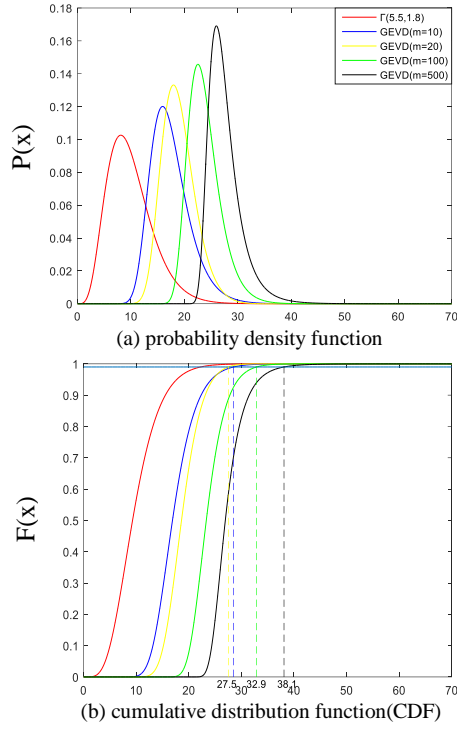 0.18
0.16
0.14
0.12
0.1
0.08
0.06
0.04
0.02
0
P(x)
Γ(5.5,1.8)
GEVD(m=10)
GEVD(m=20)
GEVD(m=100)
GEVD(m=500)
0 10 20 30 40 50 60 70
(a) probability density function
1
0.9
0.8
0.7
0.6
0.5
0.4
0.3
0.2
0.1
0
F(x)
0 10 20 30 40 50 60 70
27.5 32.9 38.1
(b) cumulative distribution function(CDF)